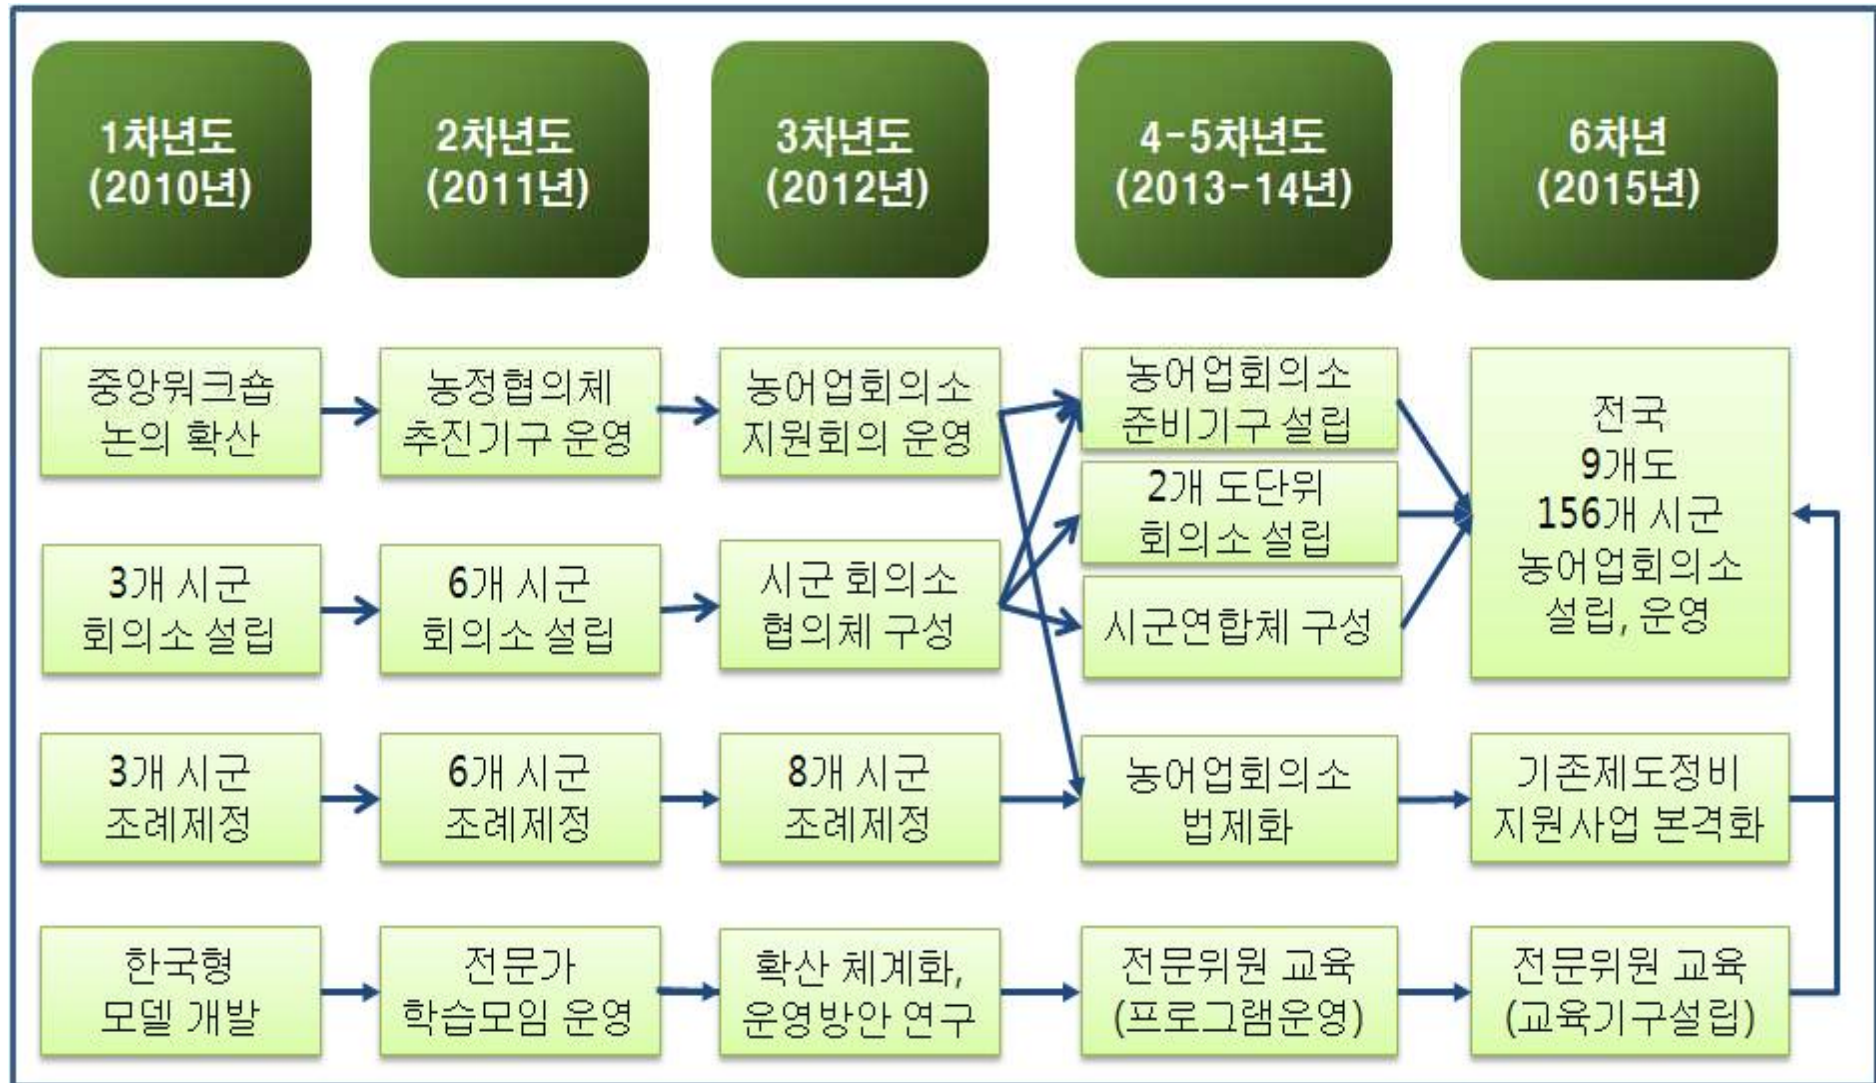 1차년도
(2010년)
2차년도
(2011년)
3차년도
(2012년)
4-5차년도
(2013-14년)
6차년
(2015년)
중앙워크숍
논의 확산
농정협의체
추진기구 운영
농어업회의소
지원회의 운영
농어업회의소
준비기구 설립
2개 도단위
회의소 설립
시군연합체 구성
전국
9개도
156개 시군
농어업회의소
설립, 운영
3개 시군
회의소 설립
6개 시군
회의소 설립
시군 회의소
협의체 구성
3개 시군
조례제정
6개 시군
조례제정
8개 시군
조례제정
농어업회의소
법제화
기존제도정비
지원사업 본격화
한국형
모델 개발
전문가
학습모임 운영
확산 체계화,
운영방안 연구
전문위원 교육
(프로그램운영)
전문위원 교육
(교육기구설립)